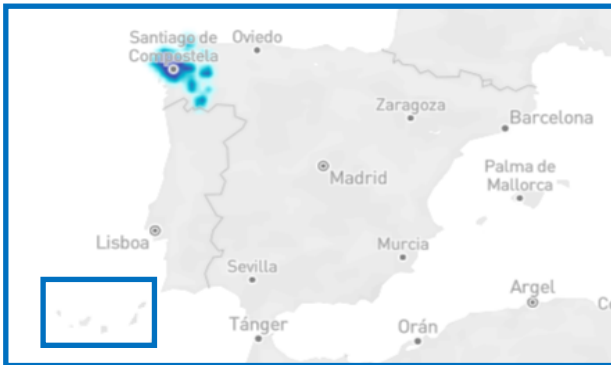 Santiago de
Compostela
Oviedo
Zaragoza
Barcelona
Madrid
Palma de
Mallorca
Lisboa
Murcia
Sevilla
Argel
Tánger
Orán